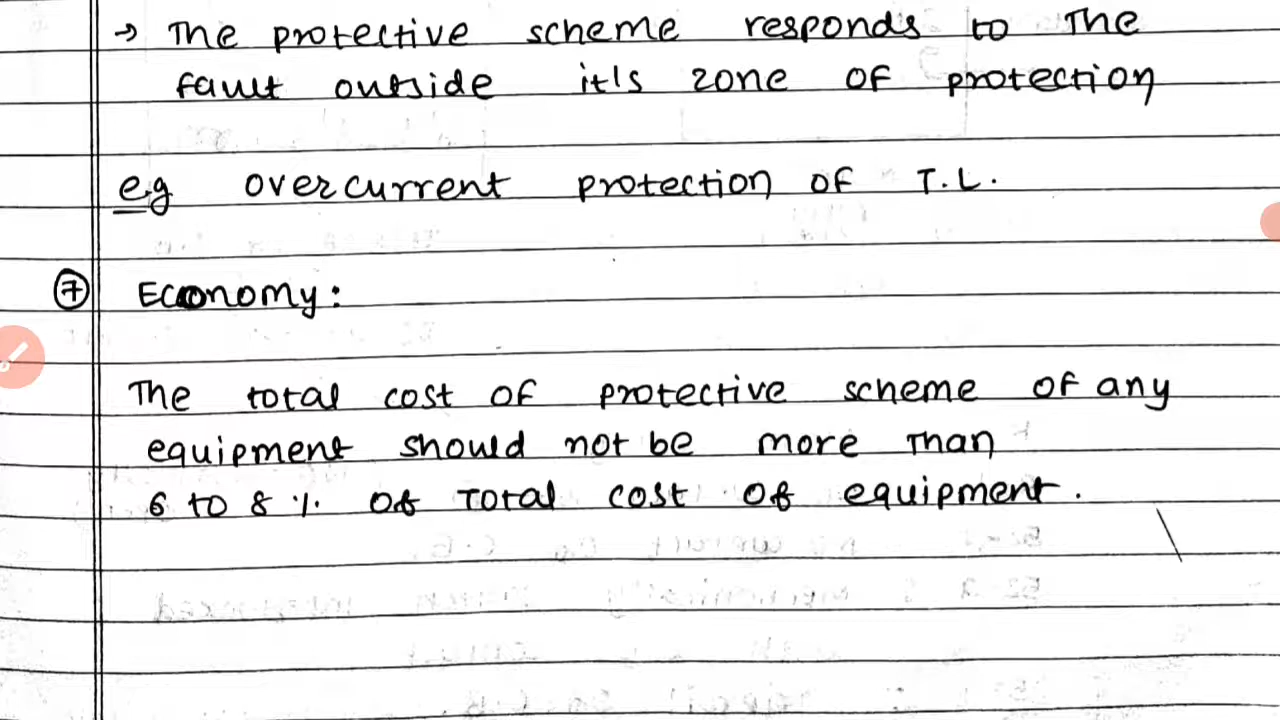 → The protective scheme responds to the
fault outside it's zone of protection
e.g overcurrent protection of T.L.
⑦ Economy:
The total cost of protective scheme of any
equipment should not be more than
6 to 8 %. of total cost of equipment.